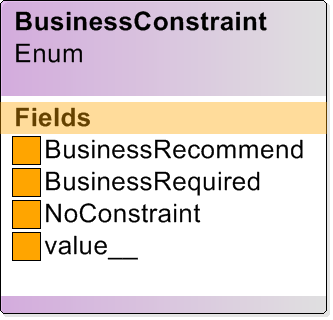 BusinessConstraint
Enum
Fields
BusinessRecommend
BusinessRequired
NoConstraint
value__